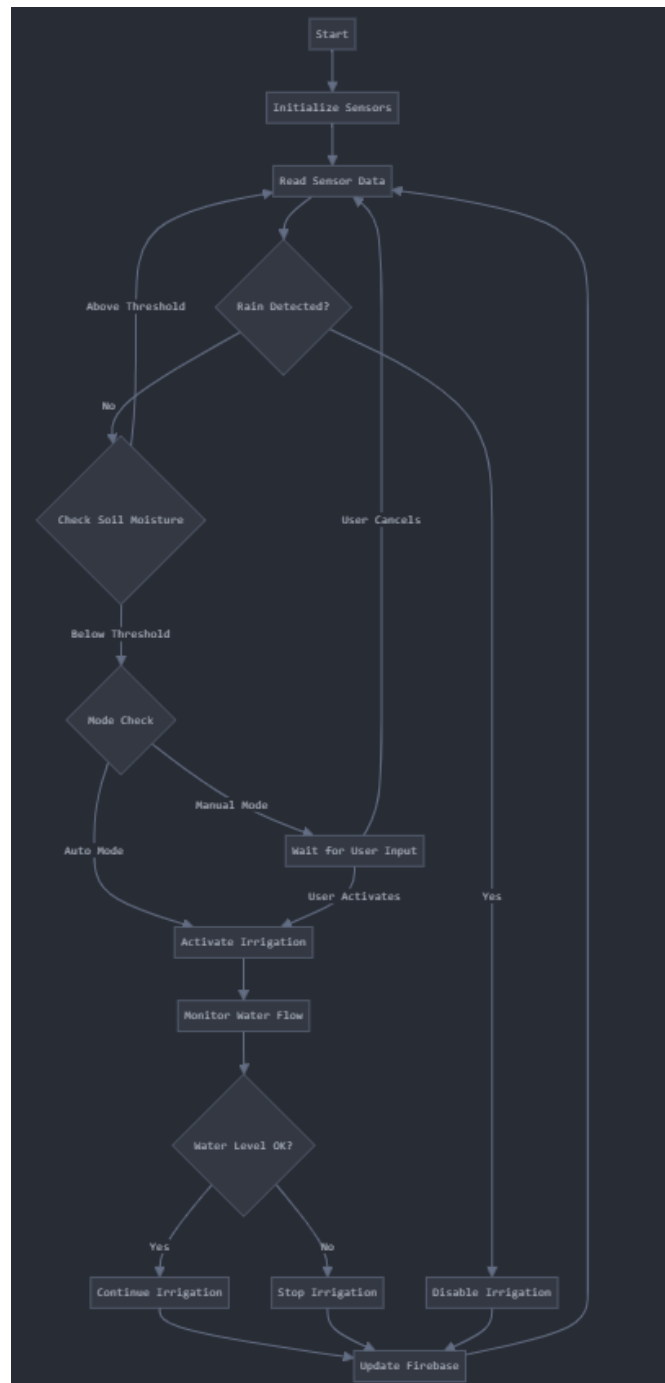 Start
Initialize Sensors
Read Sensor Data
Above Threshold
Rain Detected?
No
Check Soil Moisture
User Cancels
Below Threshold
Mode Check
Manual Mode
Auto Mode
Wait for User Input
User Activates
Yes
Activate Irrigation
Monitor Water Flow
Water Level OK?
Yes
No
Continue Irrigation
Stop Irrigation
Disable Irrigation
Update Firebase